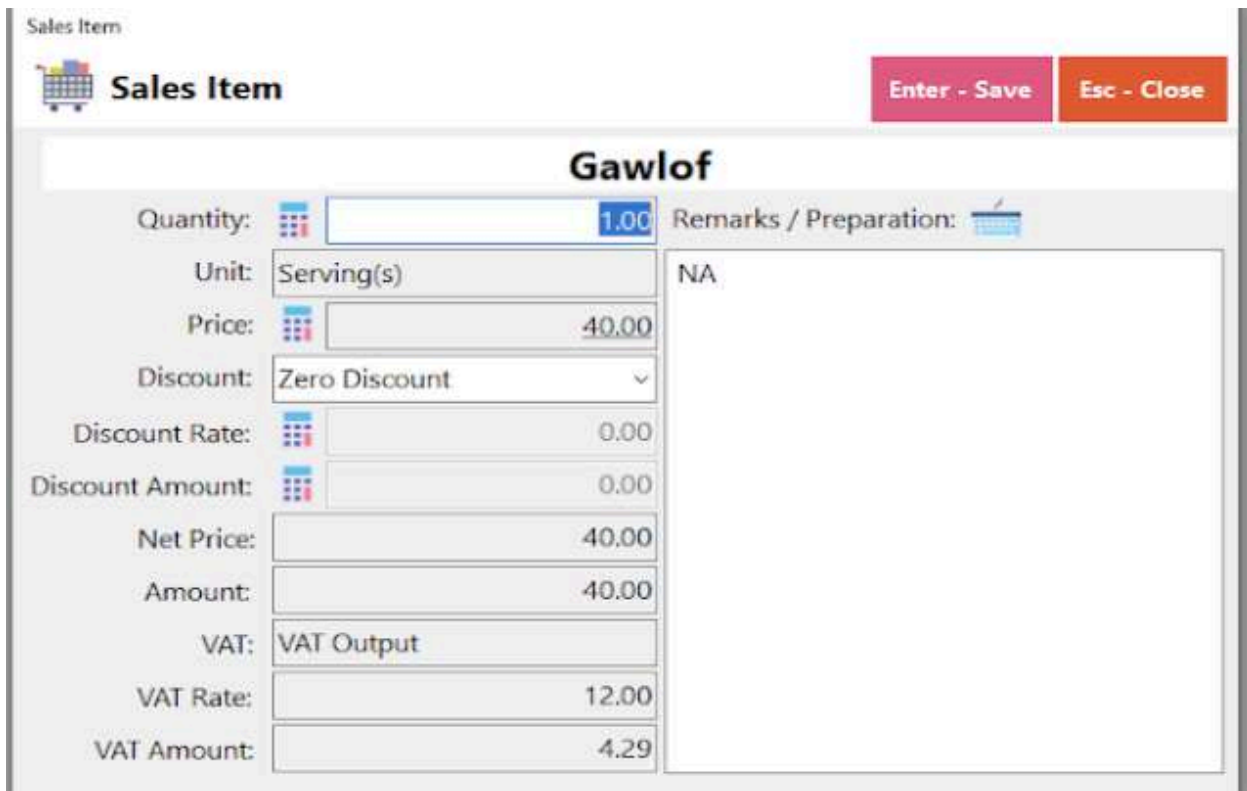 Sales Item
Sales Item
Enter - Save
Esc - Close
Gawlof
Quantity: 1.00
Remarks / Preparation:
NA
Unit: Serving(s)
Price: 40.00
Discount: Zero Discount
Discount Rate: 0.00
Discount Amount: 0.00
Net Price: 40.00
Amount: 40.00
VAT: VAT Output
VAT Rate: 12.00
VAT Amount: 4.29